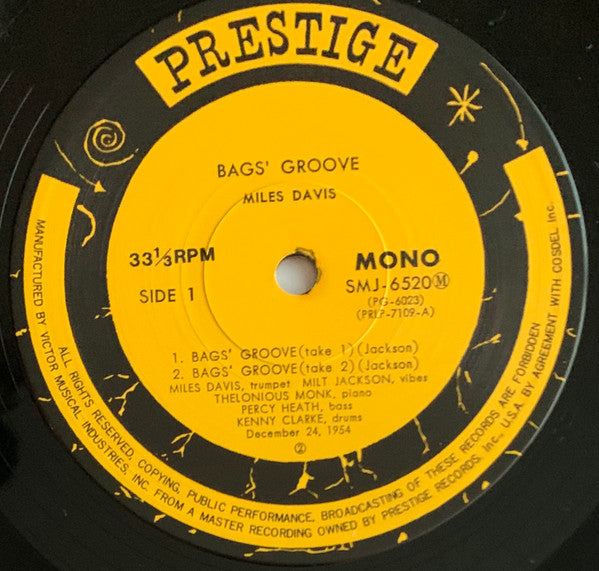 PRESTIGE
BAGS' GROOVE
MILES DAVIS
33⅓RPM
MONO
SIDE 1
SMJ-6520Ⓜ
(PG-6023)
(PRLP-7109-A)
1. BAGS' GROOVE(take 1)(Jackson)
2. BAGS' GROOVE(take 2)(Jackson)
MILES DAVIS, trumpet MILT JACKSON, vibes
THELONIOUS MONK, piano
PERCY HEATH, bass
KENNY CLARKE, drums
December 24, 1954
②
ALL RIGHTS RESERVED, COPYING, PUBLIC PERFORMANCE, BROADCASTING OF THESE RECORDS ARE FORBIDDEN
MANUFACTURED BY VICTOR MUSICAL INDUSTRIES, INC. FROM A MASTER RECORDING OWNED BY PRESTIGE RECORDS. Inc., U.S.A. BY AGREEMENT WITH COSDEL Inc.